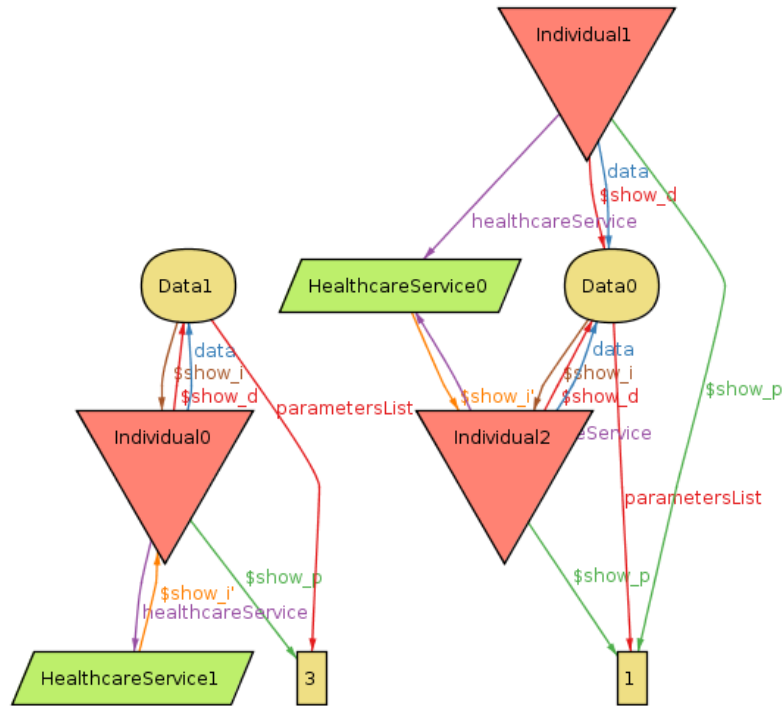 Individual1
data
$show_d
healthcareService
Data1
HealthcareService0
Data0
data
$show_i
$show_d
data
$show_i
$show_d
$show_p
parametersList
$show_i'
eService
Individual0
Individual2
parametersList
$show_p
$show_i'
healthcareService
$show_p
HealthcareService1
3
1